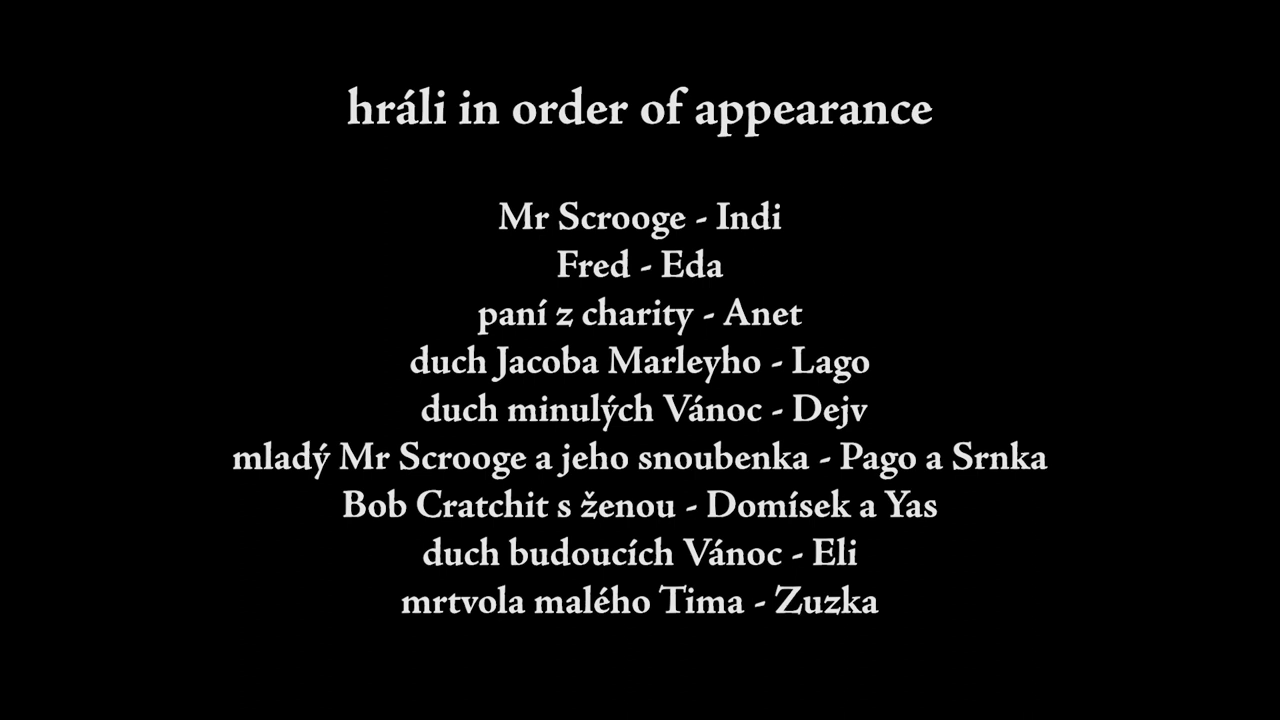 hráli in order of appearance
Mr Scrooge - Indi
Fred - Eda
paní z charity - Anet
duch Jacoba Marleyho - Lago
duch minulých Vánoc - Dejv
mladý Mr Scrooge a jeho snoubenka - Pago a Srnka
Bob Cratchit s ženou - Domísek a Yas
duch budoucích Vánoc - Eli
mrtvola malého Tima - Zuzka